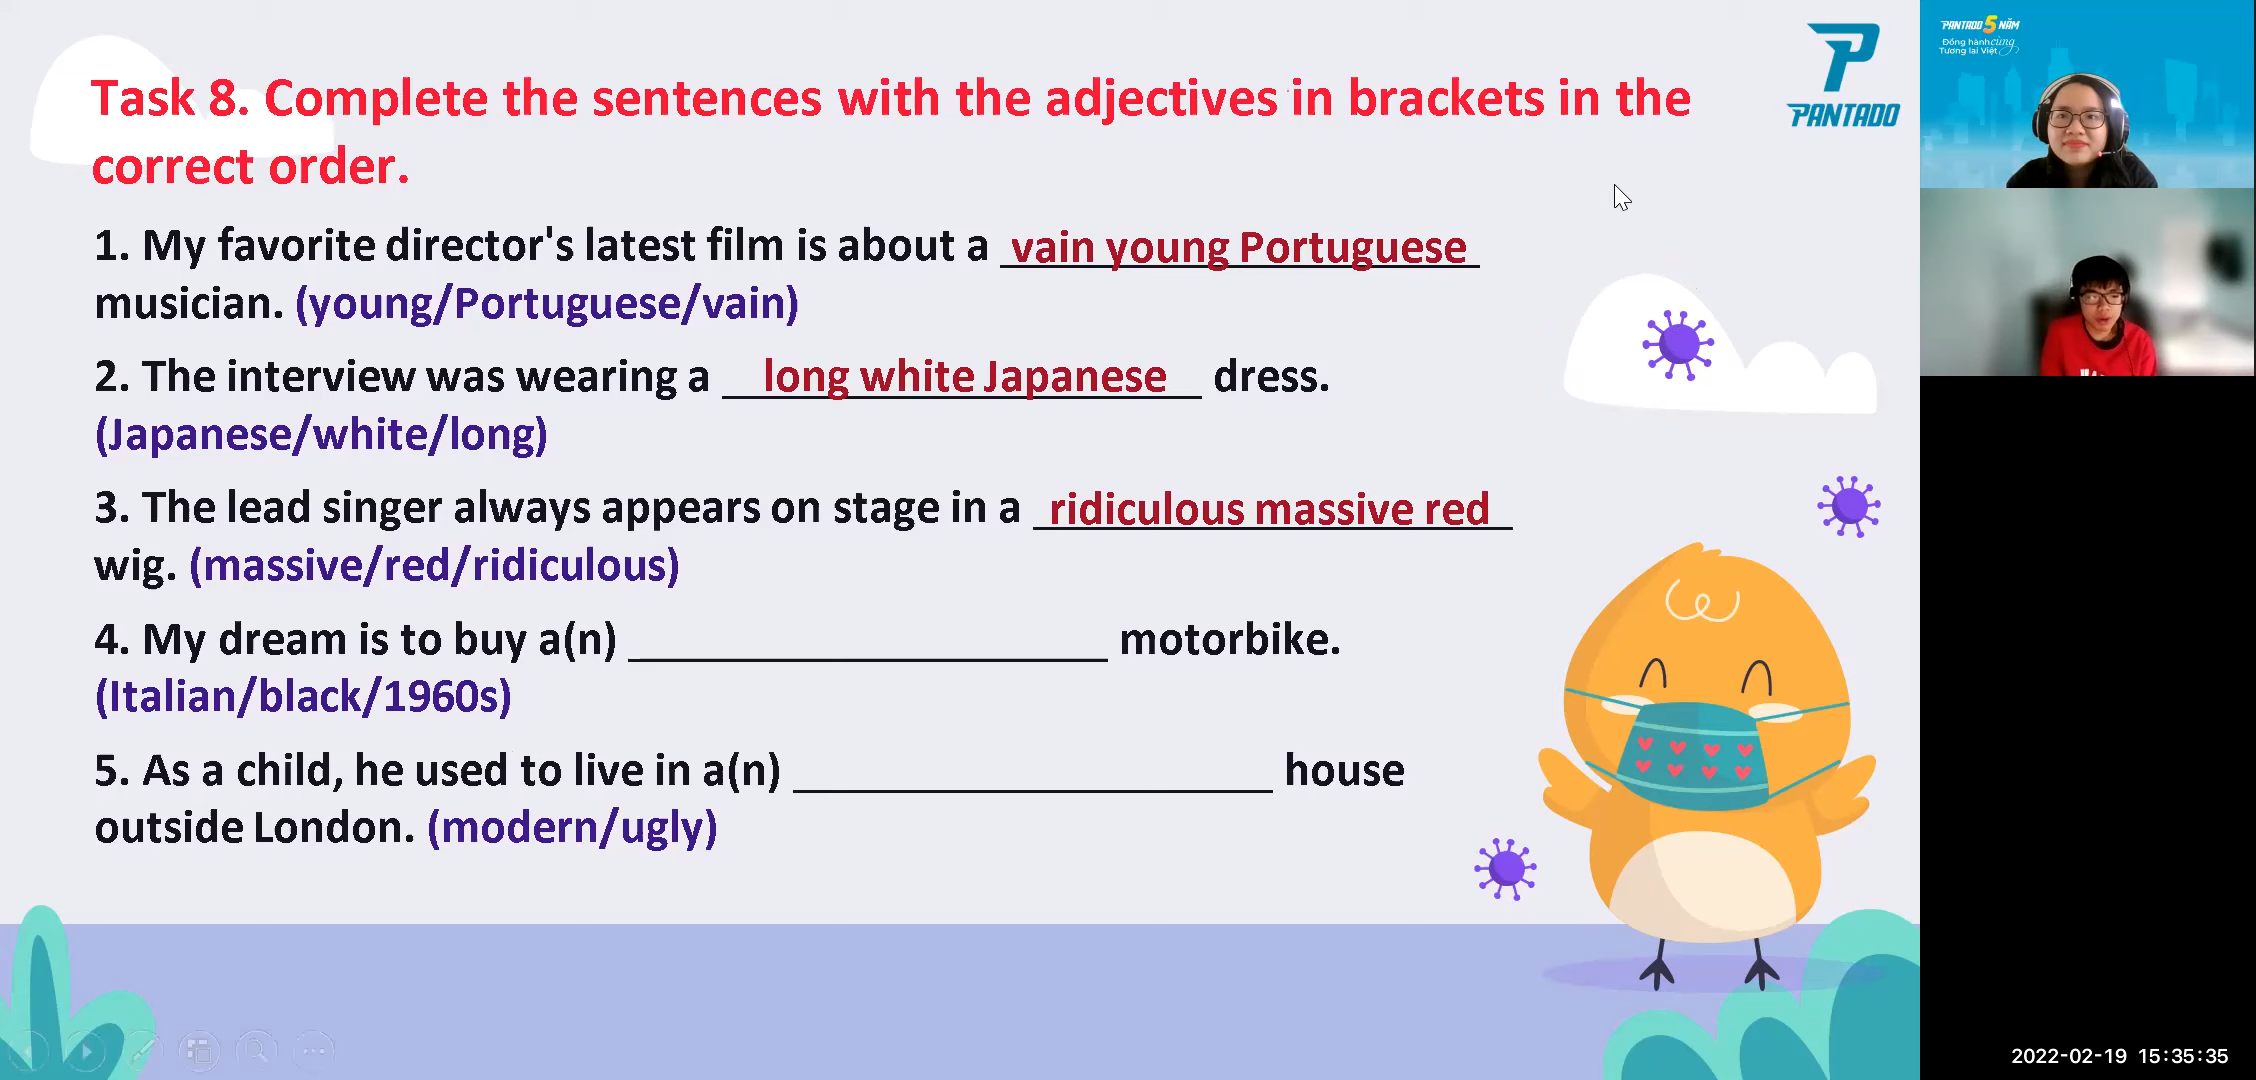 Task 8. Complete the sentences with the adjectives in brackets in the
correct order.
1. My favorite director's latest film is about a vain young Portuguese
musician. (young/Portuguese/vain)
2. The interview was wearing a long white Japanese dress.
(Japanese/white/long)
3. The lead singer always appears on stage in a ridiculous massive red
wig. (massive/red/ridiculous)
4. My dream is to buy a(n) ____________________ motorbike.
(Italian/black/1960s)
5. As a child, he used to live in a(n) ____________________ house
outside London. (modern/ugly)
PANTADO
PANTADO 5 NĂM
Đồng hành cùng
Tương lai Việt
2022-02-19 15:35:35